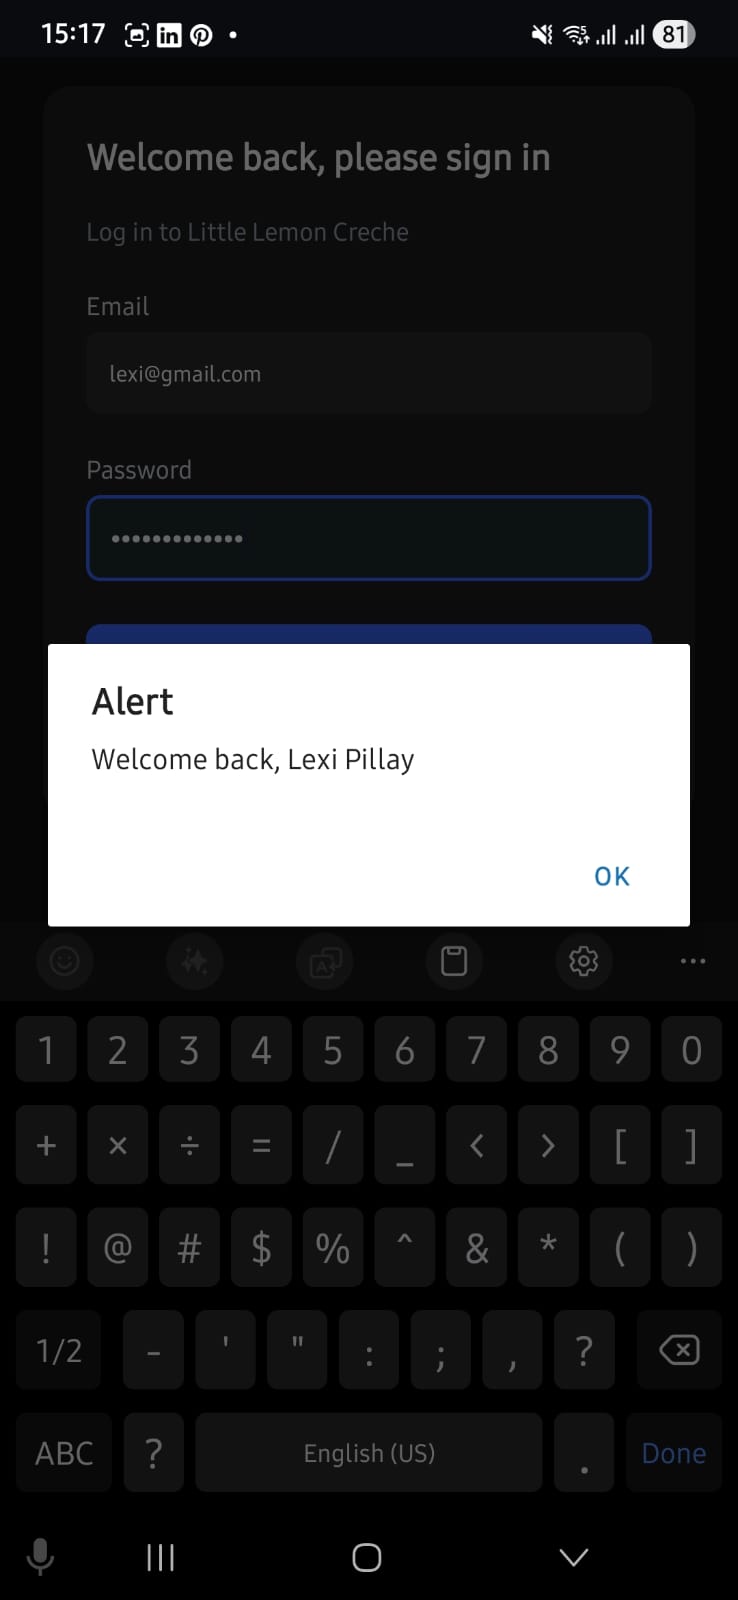 15:17
81
Welcome back, please sign in
Log in to Little Lemon Creche
Email
lexi@gmail.com
Password
•••••••••••••
Alert
Welcome back, Lexi Pillay
OK
1 2 3 4 5 6 7 8 9 0
+ × ÷ = / _ < > [ ]
! @ # $ % ^ & * ( )
1/2 - ' " : ; , ?
ABC ? English (US) . Done